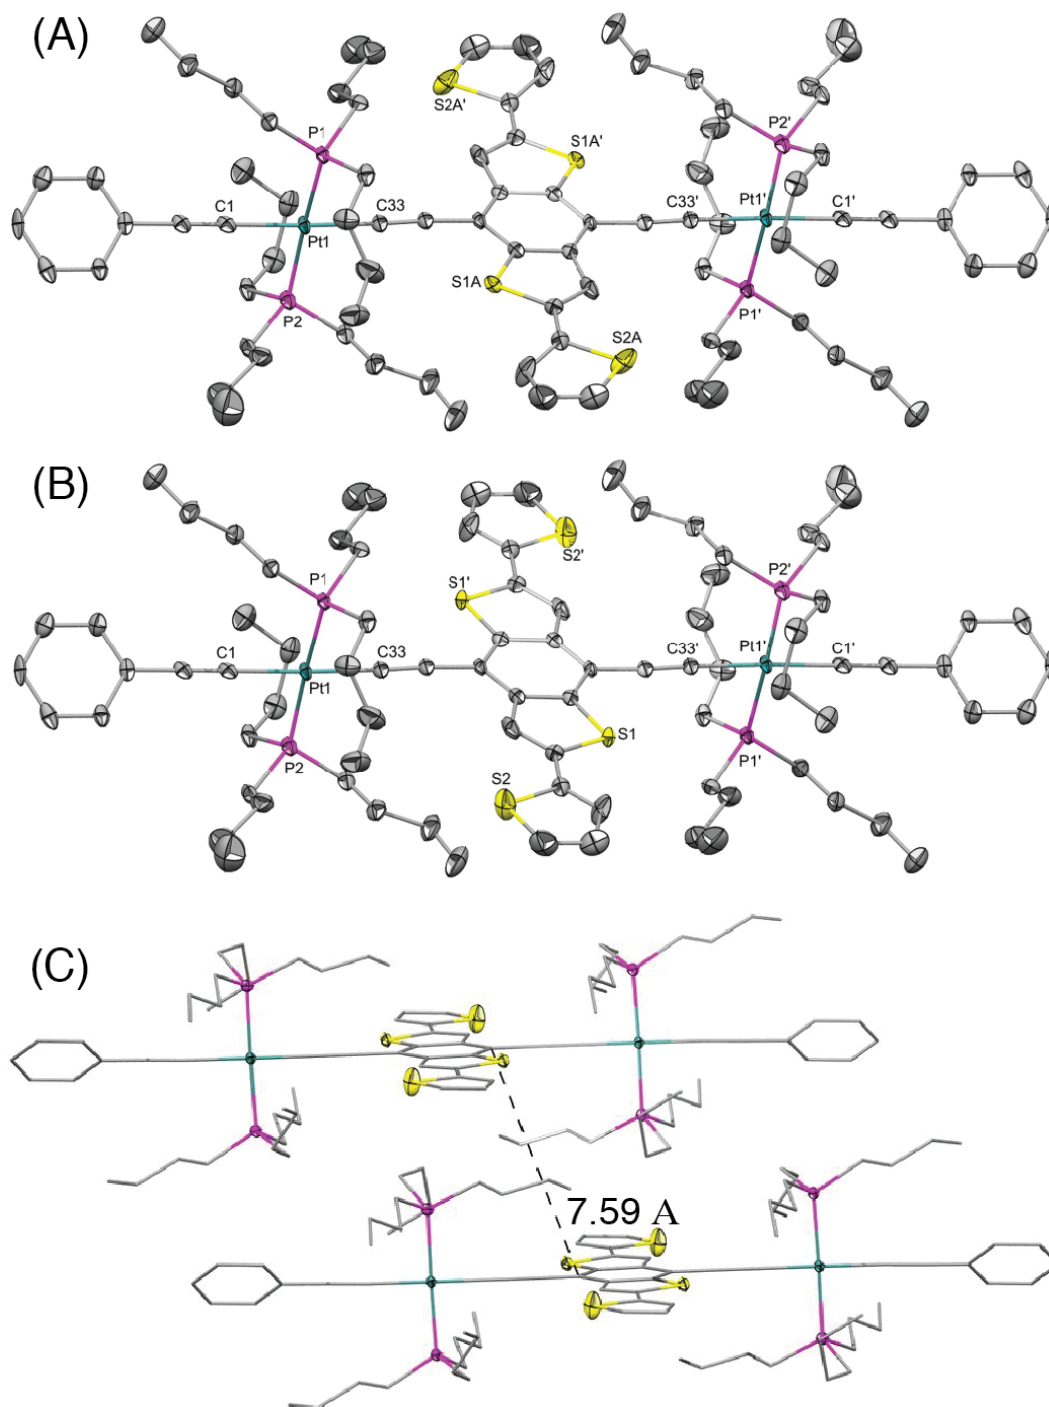 (A)
S2A'
P1
P2'
S1A'
C1
C33
C33'
Pt1'
C1'
Pt1
S1A
P2
P1'
S2A
(B)
S2'
P1
P2'
S1'
C1
C33
C33'
Pt1'
C1'
Pt1
S1
P2
P1'
S2
(C)
7.59 A